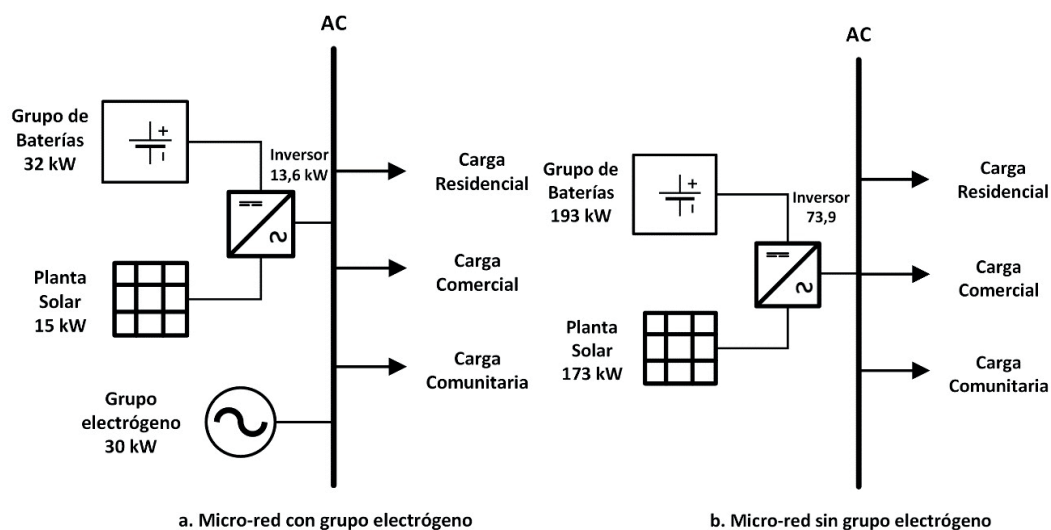 AC
Grupo de
Baterías
32 kW
Inversor
13,6 kW
Planta
Solar
15 kW
Grupo
electrógeno
30 kW
Carga
Residencial
Carga
Comercial
Carga
Comunitaria
a. Micro-red con grupo electrógeno
AC
Grupo de
Baterías
193 kW
Inversor
73,9
Planta
Solar
173 kW
Carga
Residencial
Carga
Comercial
Carga
Comunitaria
b. Micro-red sin grupo electrógeno